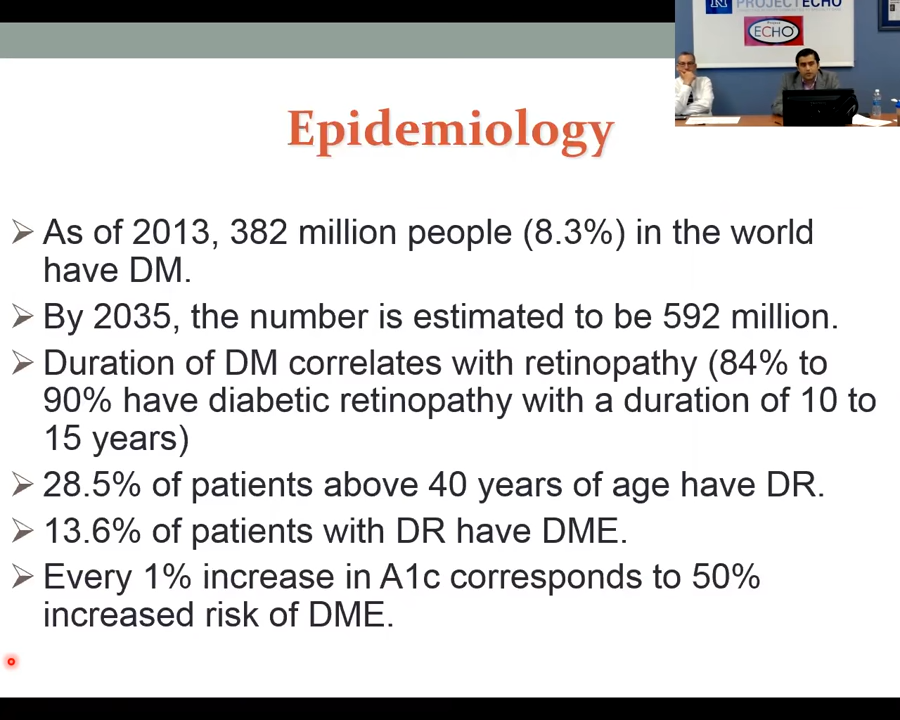 N PROJECT ECHO
Project
ECHO
Epidemiology
As of 2013, 382 million people (8.3%) in the world
have DM.
By 2035, the number is estimated to be 592 million.
Duration of DM correlates with retinopathy (84% to
90% have diabetic retinopathy with a duration of 10 to
15 years)
28.5% of patients above 40 years of age have DR.
13.6% of patients with DR have DME.
Every 1% increase in A1c corresponds to 50%
increased risk of DME.